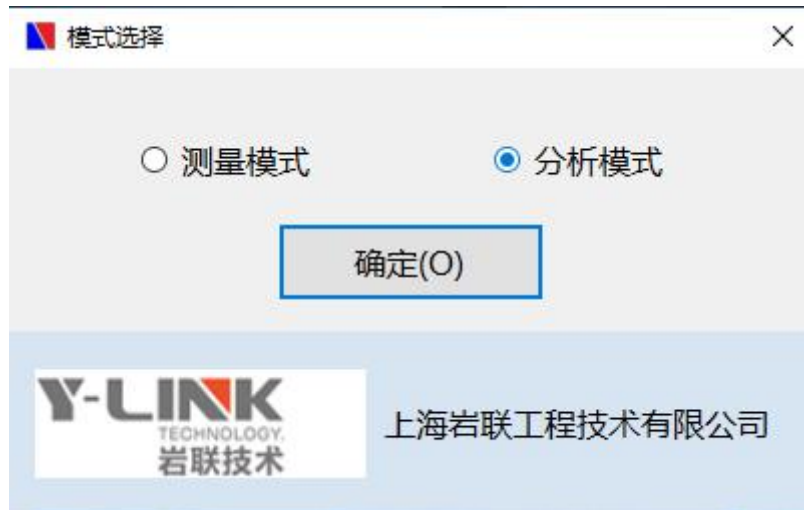 模式选择
测量模式 分析模式
确定(O)
Y-LINK
TECHNOLOGY.
岩联技术
上海岩联工程技术有限公司